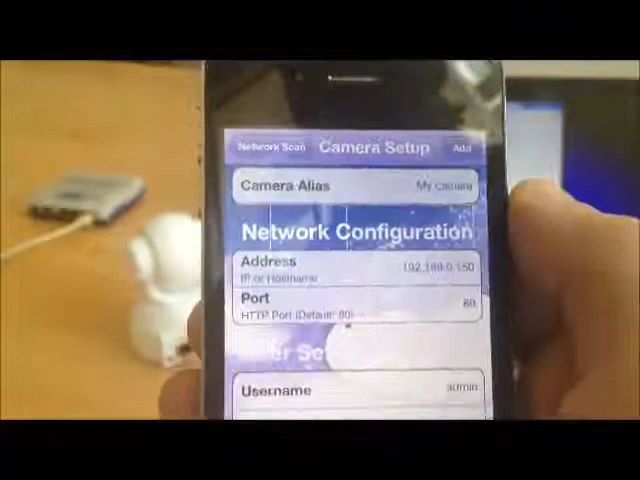 Network Scan Camera Setup Add
Camera Alias My camera
Network Configuration
Address 192.168.0.150
IP or Hostname
Port 80
HTTP Port (Default: 80)
Username admin